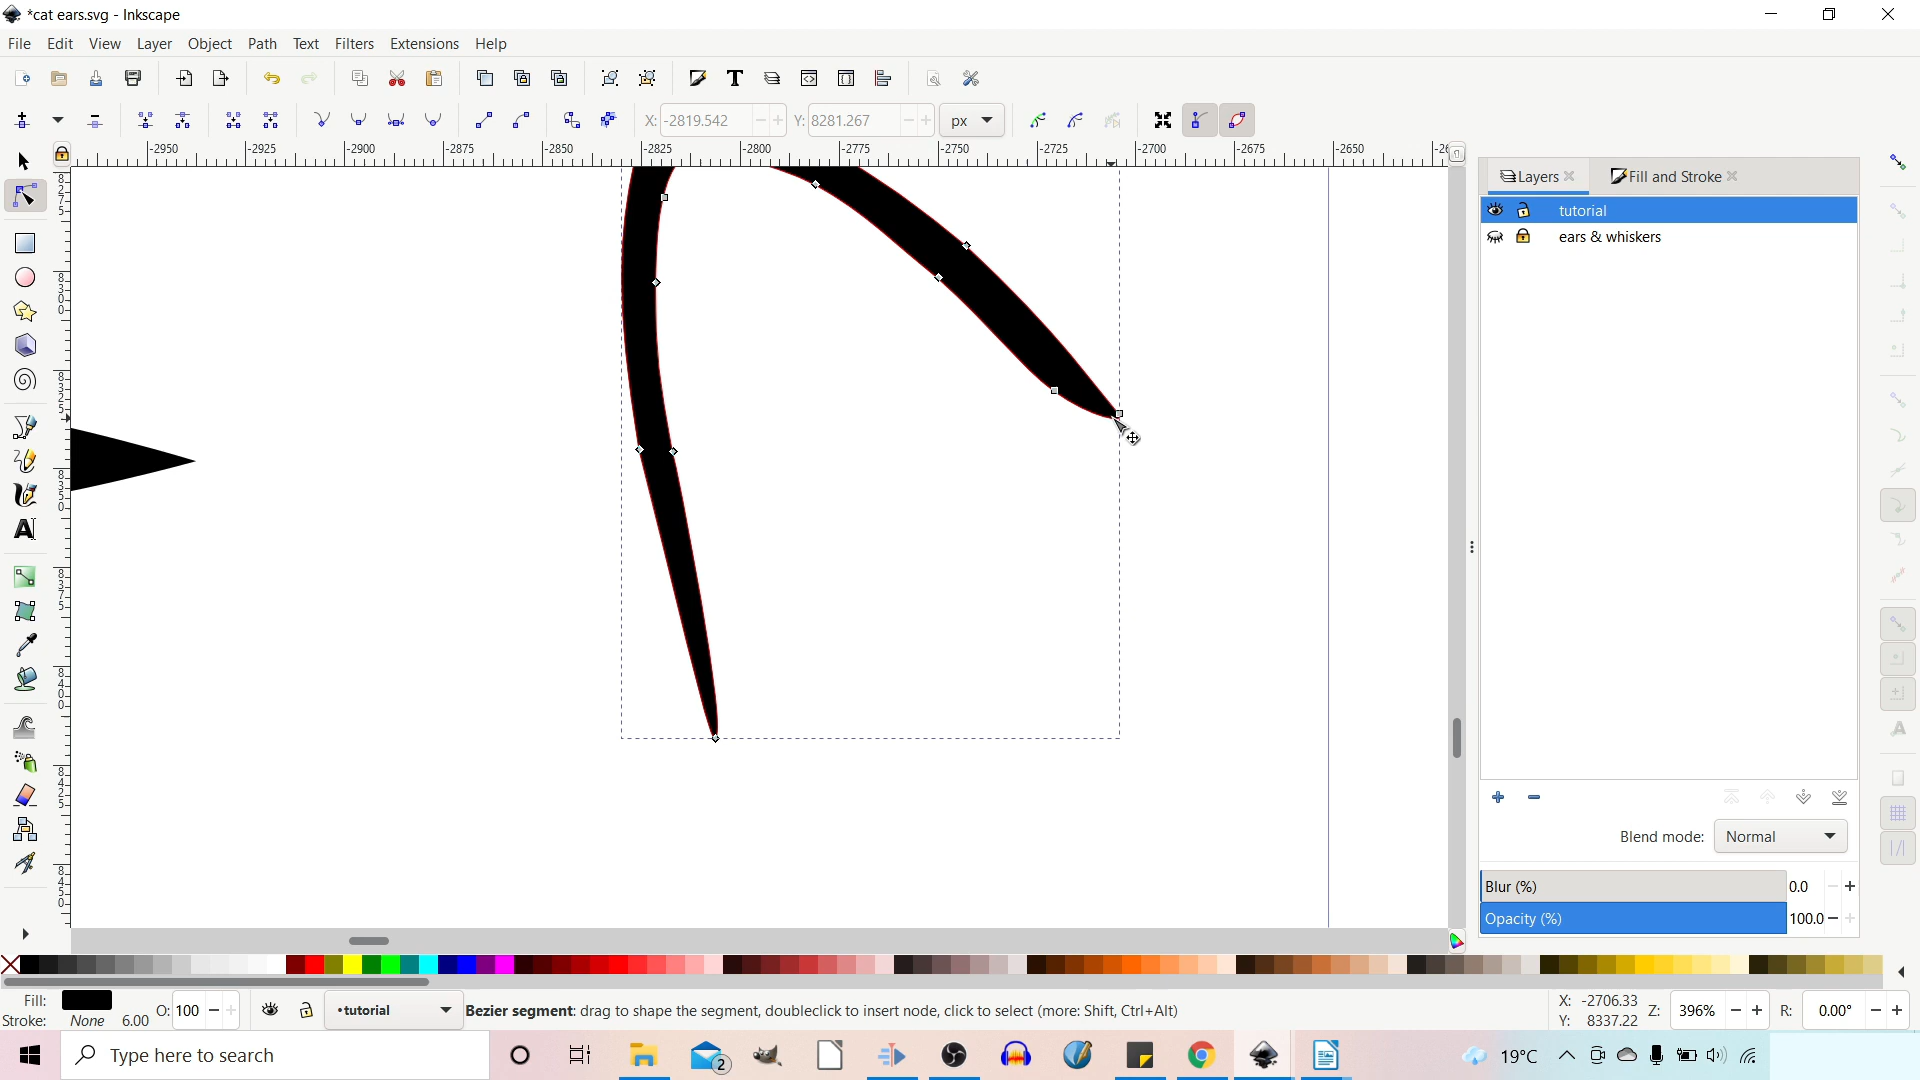 *cat ears.svg - Inkscape
File Edit View Layer Object Path Text Filters Extensions Help
X: -2819.542 Y: 8281.267 px
-2950 -2925 -2900 -2875 -2850 -2825 -2800 -2775 -2750 -2725 -2700 -2675 -2650
Layers Fill and Stroke
tutorial
ears & whiskers
Blend mode: Normal
Blur (%) 0.0
Opacity (%) 100.0
Fill: O: 100 •tutorial Bezier segment: drag to shape the segment, doubleclick to insert node, click to select (more: Shift, Ctrl+Alt) X: -2706.33 Z: 396% R: 0.00°
Stroke: None 6.00 Y: 8337.22
Type here to search 2 19°C